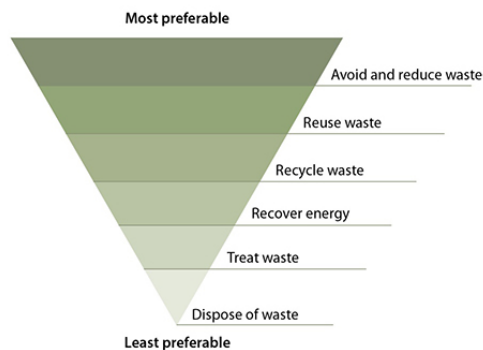 Most preferable
Avoid and reduce waste
Reuse waste
Recycle waste
Recover energy
Treat waste
Dispose of waste
Least preferable